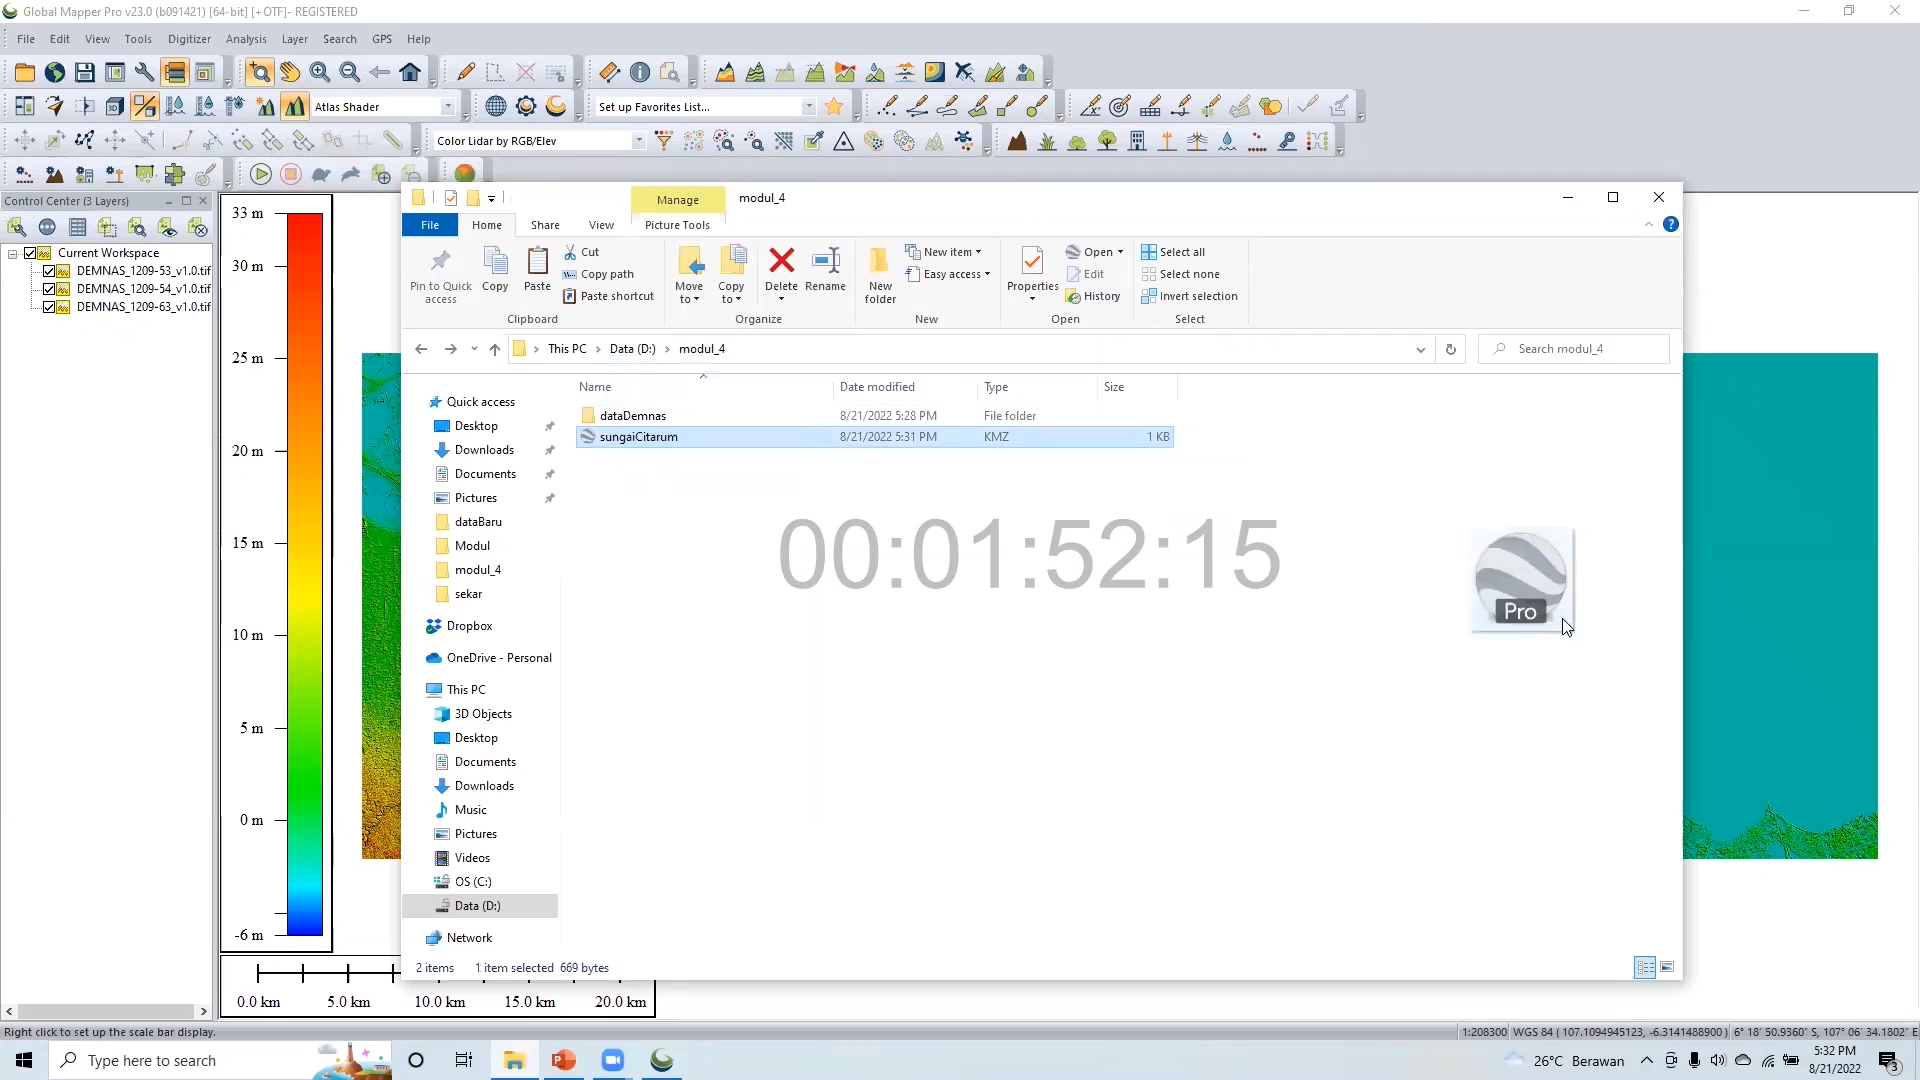 Global Mapper Pro v23.0 (b091421) [64-bit] [+OTF]- REGISTERED
File Edit View Tools Digitizer Analysis Layer Search GPS Help
Atlas Shader
Set up Favorites List...
Color Lidar by RGB/Elev
Control Center (3 Layers)
Current Workspace
DEMNAS_1209-53_v1.0.tif
DEMNAS_1209-54_v1.0.tif
DEMNAS_1209-63_v1.0.tif
33 m
30 m
25 m
20 m
15 m
10 m
5 m
0 m
-6 m
0.0 km 5.0 km 10.0 km 15.0 km 20.0 km
Manage modul_4
File Home Share View Picture Tools
Pin to Quick access
Copy
Paste
Cut
Copy path
Paste shortcut
Clipboard
Move to
Copy to
Delete
Rename
Organize
New folder
New item
Easy access
New
Properties
Open
Edit
History
Open
Select all
Select none
Invert selection
Select
This PC Data (D:) modul_4
Search modul_4
Name Date modified Type Size
dataDemnas 8/21/2022 5:28 PM File folder
sungaiCitarum 8/21/2022 5:31 PM KMZ 1 KB
Quick access
Desktop
Downloads
Documents
Pictures
dataBaru
Modul
modul_4
sekar
Dropbox
OneDrive - Personal
This PC
3D Objects
Desktop
Documents
Downloads
Music
Pictures
Videos
OS (C:)
Data (D:)
Network
00:01:52:15
Pro
2 items 1 item selected 669 bytes
Right click to set up the scale bar display.
1:208300 WGS 84 ( 107.1094945123, -6.3141488900 ) 6° 18' 50.9360" S, 107° 06' 34.1802" E
Type here to search
26°C Berawan
5:32 PM
8/21/2022
3